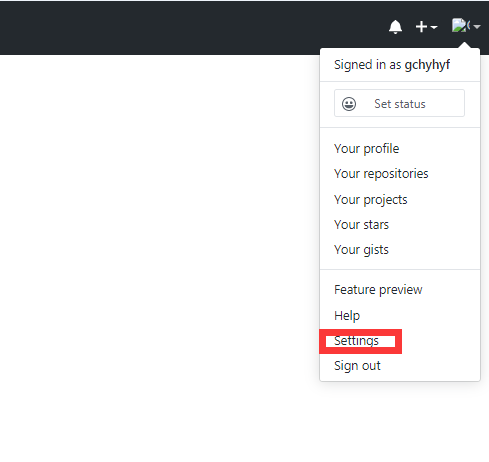 Signed in as gchyhyf
Set status
Your profile
Your repositories
Your projects
Your stars
Your gists
Feature preview
Help
Settings
Sign out